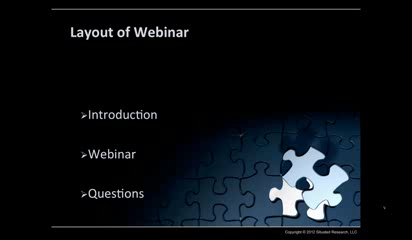 Layout of Webinar
➢Introduction
➢Webinar
➢Questions
Copyright © 2012 Situated Research, LLC